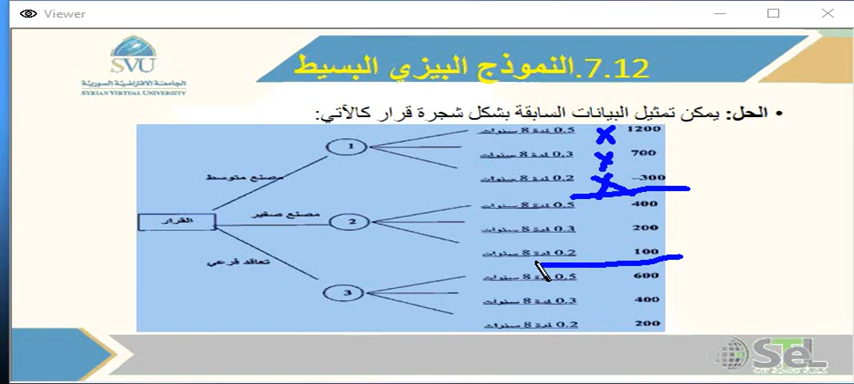 Viewer
SVU
الجامعة الافتراضية السورية
SYRIAN VIRTUAL UNIVERSITY
7.12.النموذج البيزي البسيط
• الحل: يمكن تمثيل البيانات السابقة بشكل شجرة قرار كالآتي:
0.5 لمدة 8 سنوات 1200
1
0.3 لمدة 8 سنوات 700
مصنع متوسط
0.2 لمدة 8 سنوات -300
0.5 لمدة 8 سنوات 400
القرار
مصنع صغير
2
0.3 لمدة 8 سنوات 200
0.2 لمدة 8 سنوات 100
تعاقد فرعي
0.5 لمدة 8 سنوات 600
3
0.3 لمدة 8 سنوات 400
0.2 لمدة 8 سنوات 200